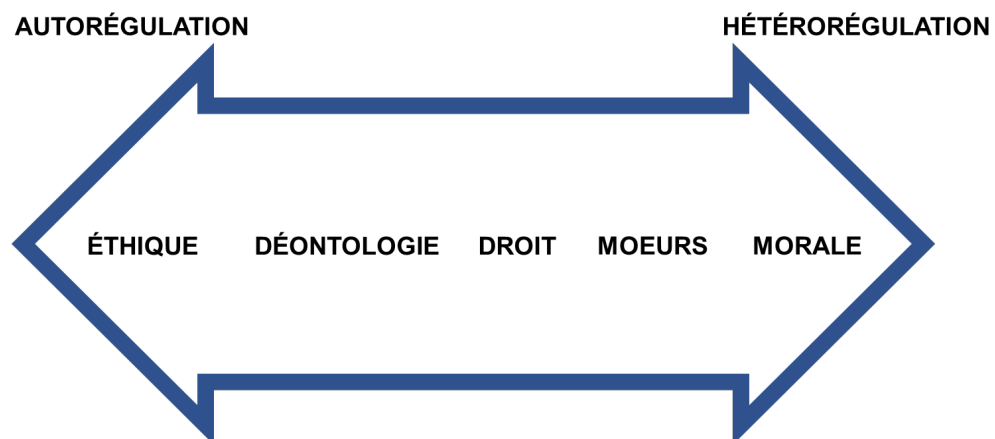 AUTORÉGULATION HÉTÉRORÉGULATION
ÉTHIQUE DÉONTOLOGIE DROIT MOEURS MORALE